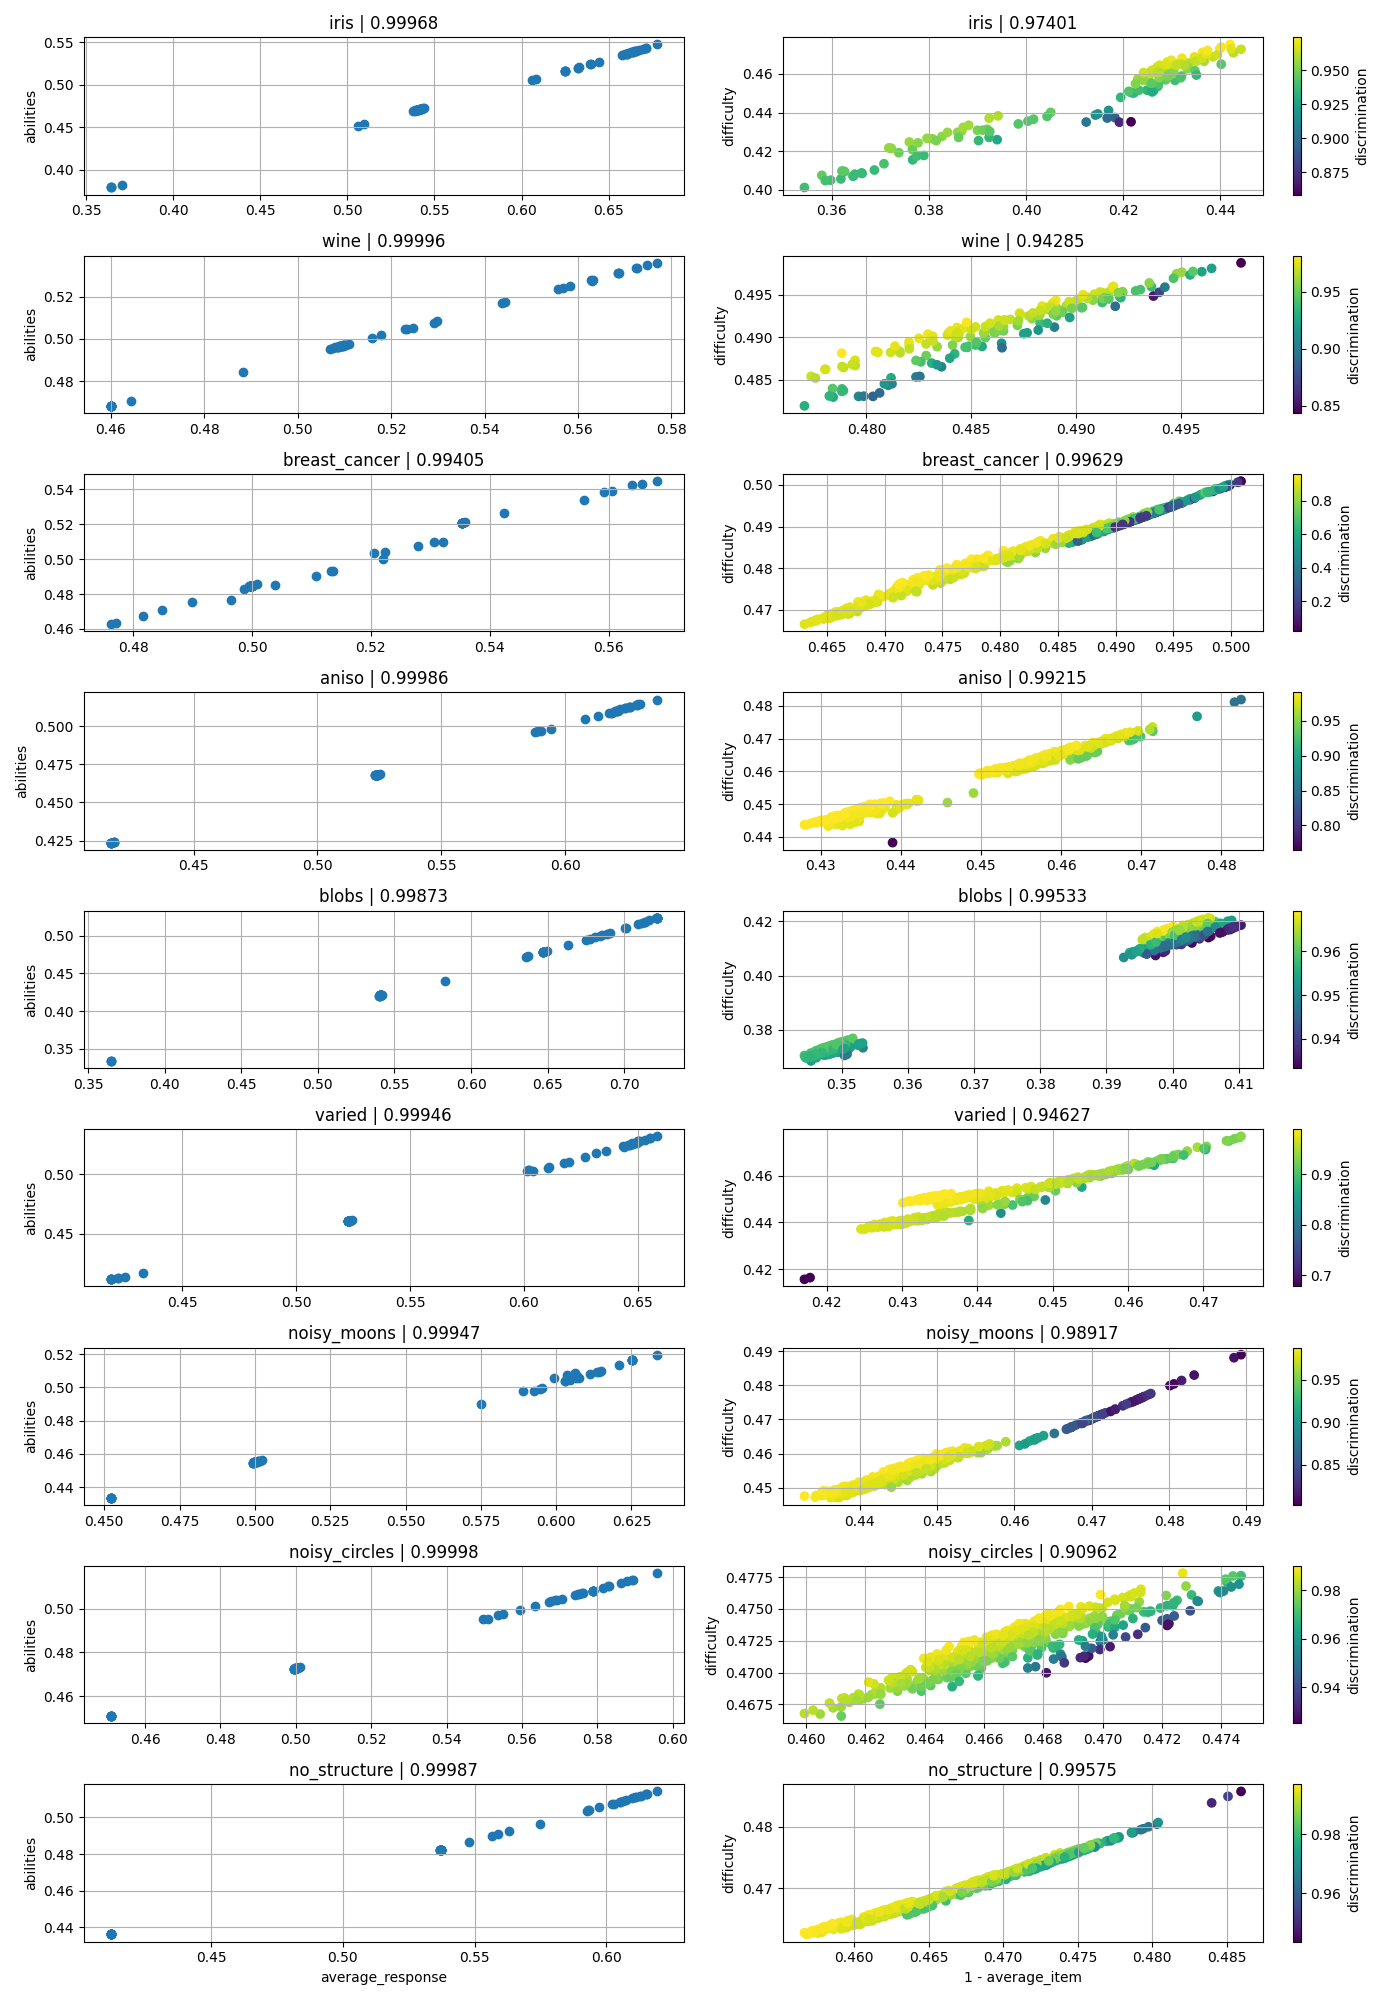 iris | 0.99968
iris | 0.97401
0.55
0.50
0.45
0.40
abilities
0.35 0.40 0.45 0.50 0.55 0.60 0.65
0.46
0.44
0.42
0.40
difficulty
0.36 0.38 0.40 0.42 0.44
0.950
0.925
0.900
0.875
discrimination
wine | 0.99996
wine | 0.94285
0.52
0.50
0.48
abilities
0.46 0.48 0.50 0.52 0.54 0.56 0.58
0.495
0.490
0.485
difficulty
0.480 0.485 0.490 0.495
0.95
0.90
0.85
discrimination
breast_cancer | 0.99405
breast_cancer | 0.99629
0.54
0.52
0.50
0.48
0.46
abilities
0.48 0.50 0.52 0.54 0.56
0.50
0.49
0.48
0.47
difficulty
0.465 0.470 0.475 0.480 0.485 0.490 0.495 0.500
0.8
0.6
0.4
0.2
discrimination
aniso | 0.99986
aniso | 0.99215
0.500
0.475
0.450
0.425
abilities
0.45 0.50 0.55 0.60
0.48
0.47
0.46
0.45
0.44
difficulty
0.43 0.44 0.45 0.46 0.47 0.48
0.95
0.90
0.85
0.80
discrimination
blobs | 0.99873
blobs | 0.99533
0.50
0.45
0.40
0.35
abilities
0.35 0.40 0.45 0.50 0.55 0.60 0.65 0.70
0.42
0.40
0.38
difficulty
0.35 0.36 0.37 0.38 0.39 0.40 0.41
0.96
0.95
0.94
discrimination
varied | 0.99946
varied | 0.94627
0.50
0.45
abilities
0.45 0.50 0.55 0.60 0.65
0.46
0.44
0.42
difficulty
0.42 0.43 0.44 0.45 0.46 0.47
0.9
0.8
0.7
discrimination
noisy_moons | 0.99947
noisy_moons | 0.98917
0.52
0.50
0.48
0.46
0.44
abilities
0.450 0.475 0.500 0.525 0.550 0.575 0.600 0.625
0.49
0.48
0.47
0.46
0.45
difficulty
0.44 0.45 0.46 0.47 0.48 0.49
0.95
0.90
0.85
discrimination
noisy_circles | 0.99998
noisy_circles | 0.90962
0.50
0.48
0.46
abilities
0.46 0.48 0.50 0.52 0.54 0.56 0.58 0.60
0.4775
0.4750
0.4725
0.4700
0.4675
difficulty
0.460 0.462 0.464 0.466 0.468 0.470 0.472 0.474
0.98
0.96
0.94
discrimination
no_structure | 0.99987
no_structure | 0.99575
0.50
0.48
0.46
0.44
abilities
0.45 0.50 0.55 0.60
average_response
0.48
0.47
difficulty
0.460 0.465 0.470 0.475 0.480 0.485
1 - average_item
0.98
0.96
discrimination